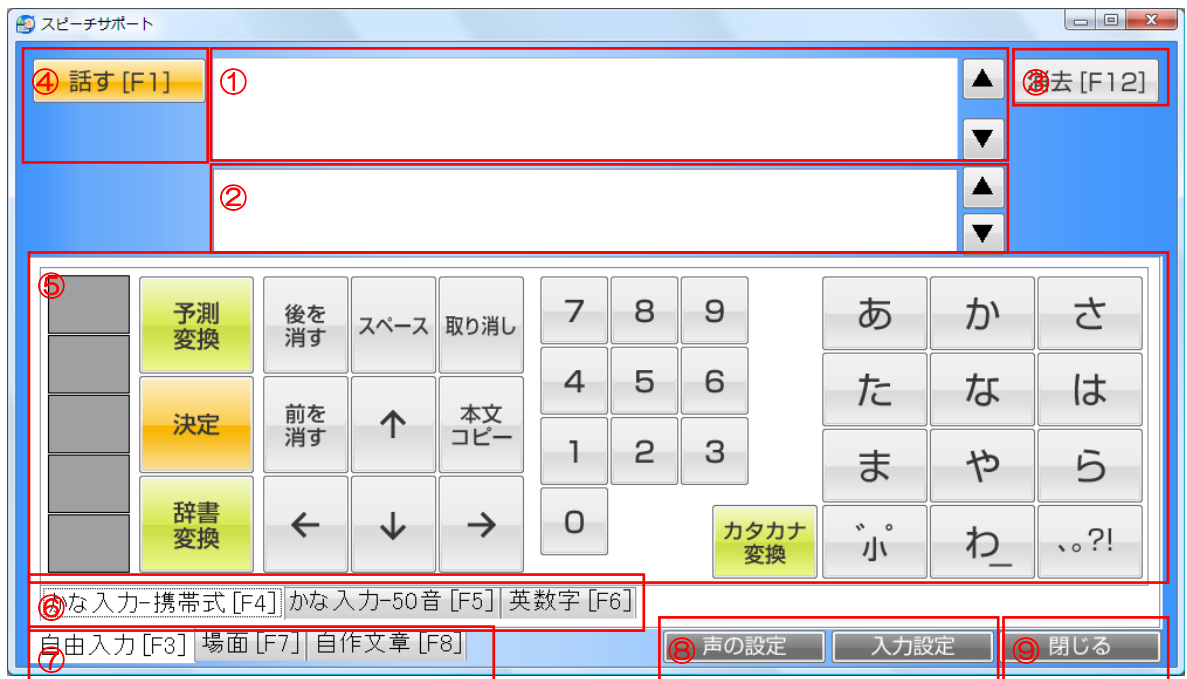 スピーチサポート
④ 話す [F1]
①
③ 消去 [F12]
▲
▼
②
▲
▼
⑤
予測変換
後を消す
スペース
取り消し
7 8 9
あ か さ
決定
前を消す
↑
本文コピー
4 5 6
た な は
1 2 3
ま や ら
辞書変換
← ↓ →
0
カタカナ変換
゛゜小
わ_
､｡?!
⑥ かな入力-携帯式 [F4] かな入力-50音 [F5] 英数字 [F6]
⑦ 自由入力 [F3] 場面 [F7] 自作文章 [F8]
⑧ 声の設定 入力設定
⑨ 閉じる